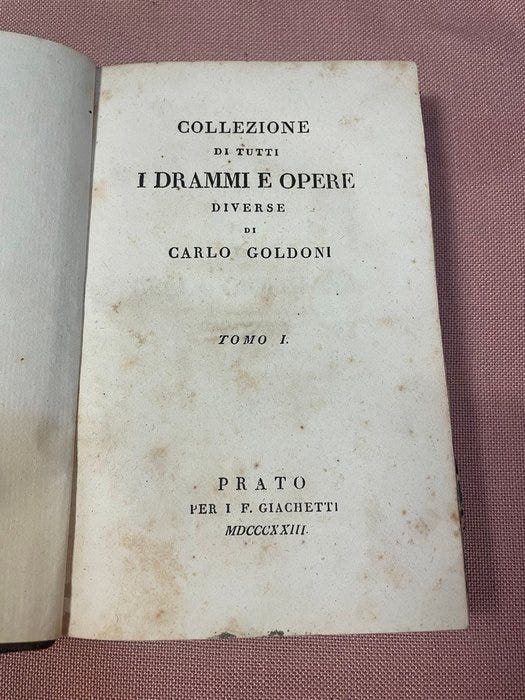 COLLEZIONE
DI TUTTI
I DRAMMI E OPERE
DIVERSE
DI
CARLO GOLDONI
TOMO I.
PRATO
PER I F. GIACHETTI
MDCCCXXIII.